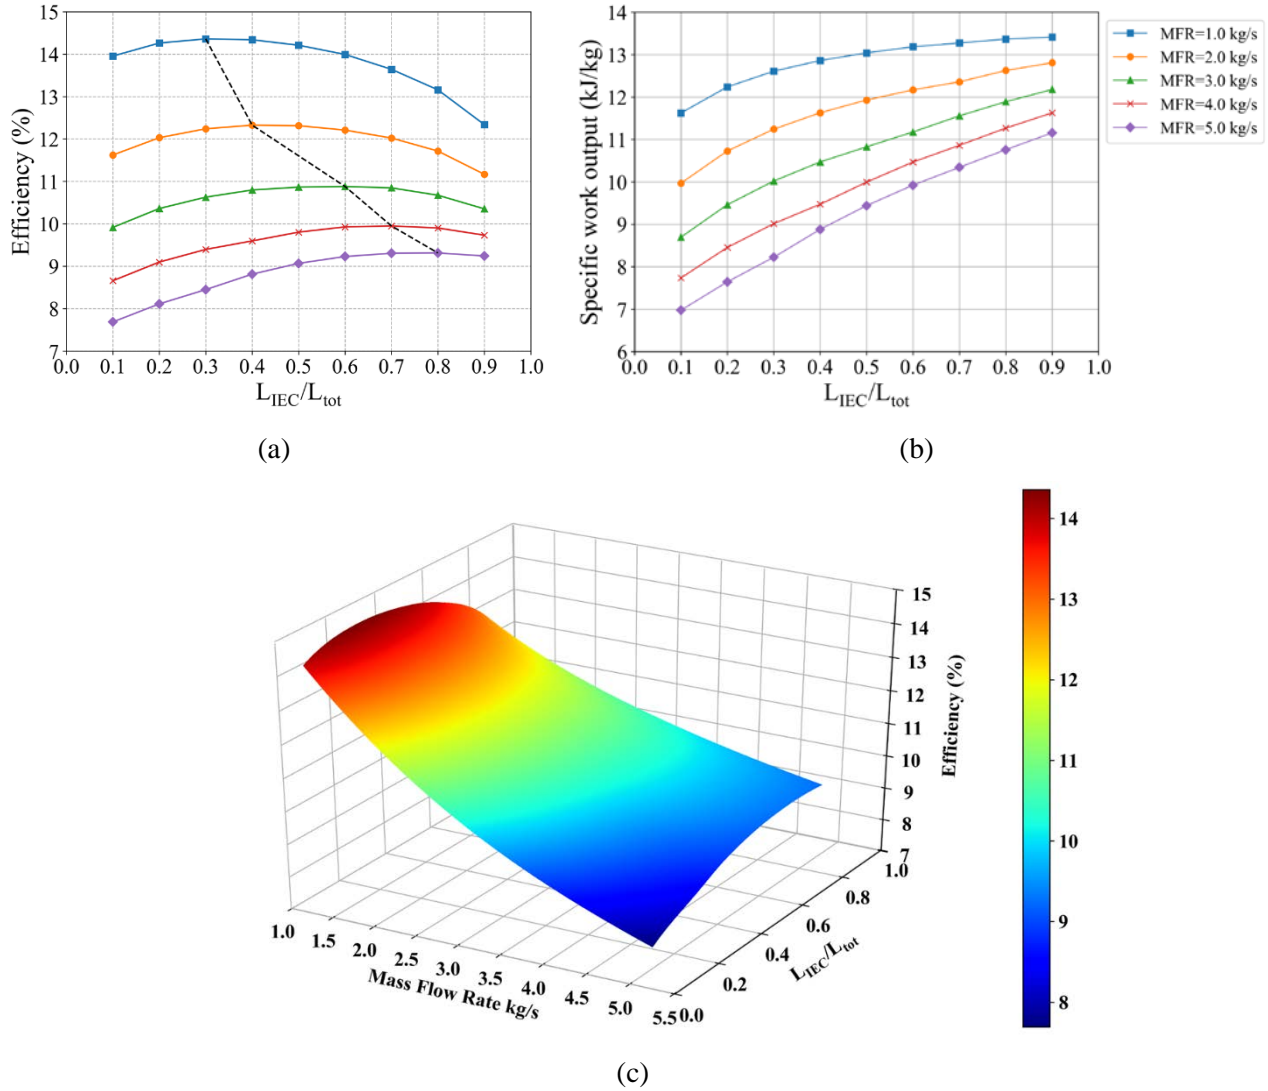 15
14
13
12
11
10
9
8
7
Efficiency (%)
0.0 0.1 0.2 0.3 0.4 0.5 0.6 0.7 0.8 0.9 1.0
L_IEC/L_tot
(a)
14
13
12
11
10
9
8
7
6
Specific work output (kJ/kg)
0.0 0.1 0.2 0.3 0.4 0.5 0.6 0.7 0.8 0.9 1.0
L_IEC/L_tot
(b)
MFR=1.0 kg/s
MFR=2.0 kg/s
MFR=3.0 kg/s
MFR=4.0 kg/s
MFR=5.0 kg/s
15
14
13
12
11
10
9
8
7
Efficiency (%)
1.0 1.5 2.0 2.5 3.0 3.5 4.0 4.5 5.0 5.5
Mass Flow Rate kg/s
0.0 0.2 0.4 0.6 0.8 1.0
L_IEC/L_tot
14
13
12
11
10
9
8
(c)